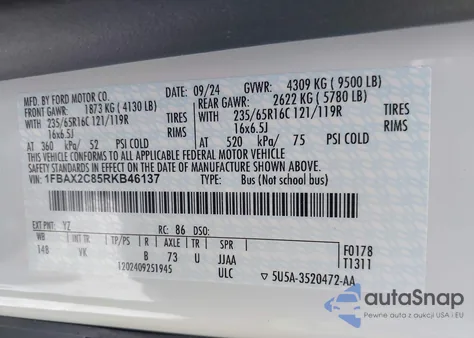 MFD. BY FORD MOTOR CO. 09/24 GVWR: 4309 KG (9500 LB)
FRONT GAWR: 1873 KG (4130 LB) REAR GAWR: 2622 KG (5780 LB)
WITH 235/65R16C 121/119R TIRES WITH 235/65R16C 121/119R TIRES
16x6.5J RIMS 16x6.5J RIMS
AT 360 kPa/ 52 PSI COLD AT 520 kPa/ 75 PSI COLD
THIS VEHICLE CONFORMS TO ALL APPLICABLE FEDERAL MOTOR VEHICLE
SAFETY STANDARDS IN EFFECT ON THE DATE OF MANUFACTURE SHOWN ABOVE.
VIN: 1FBAX2C85RKB46137 TYPE: Bus (Not school bus)
EXT PNT: YZ RC: 86 DSO:
WB INT TR TP/PS R AXLE TR SPR F0178
148 VK B 73 U JJAA T1311
1202409251945 ULC 5U5A-3520472-AA
autoSnap
Pewne auta z aukcji USA i EU